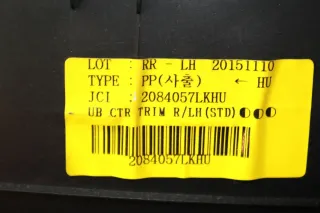 LOT : RR - LH 20151110
TYPE : PP(사출) ← HU
JCI : 2084057LKHU
UB CTR TRIM R/LH(STD)◐◐◐
2084057LKHU